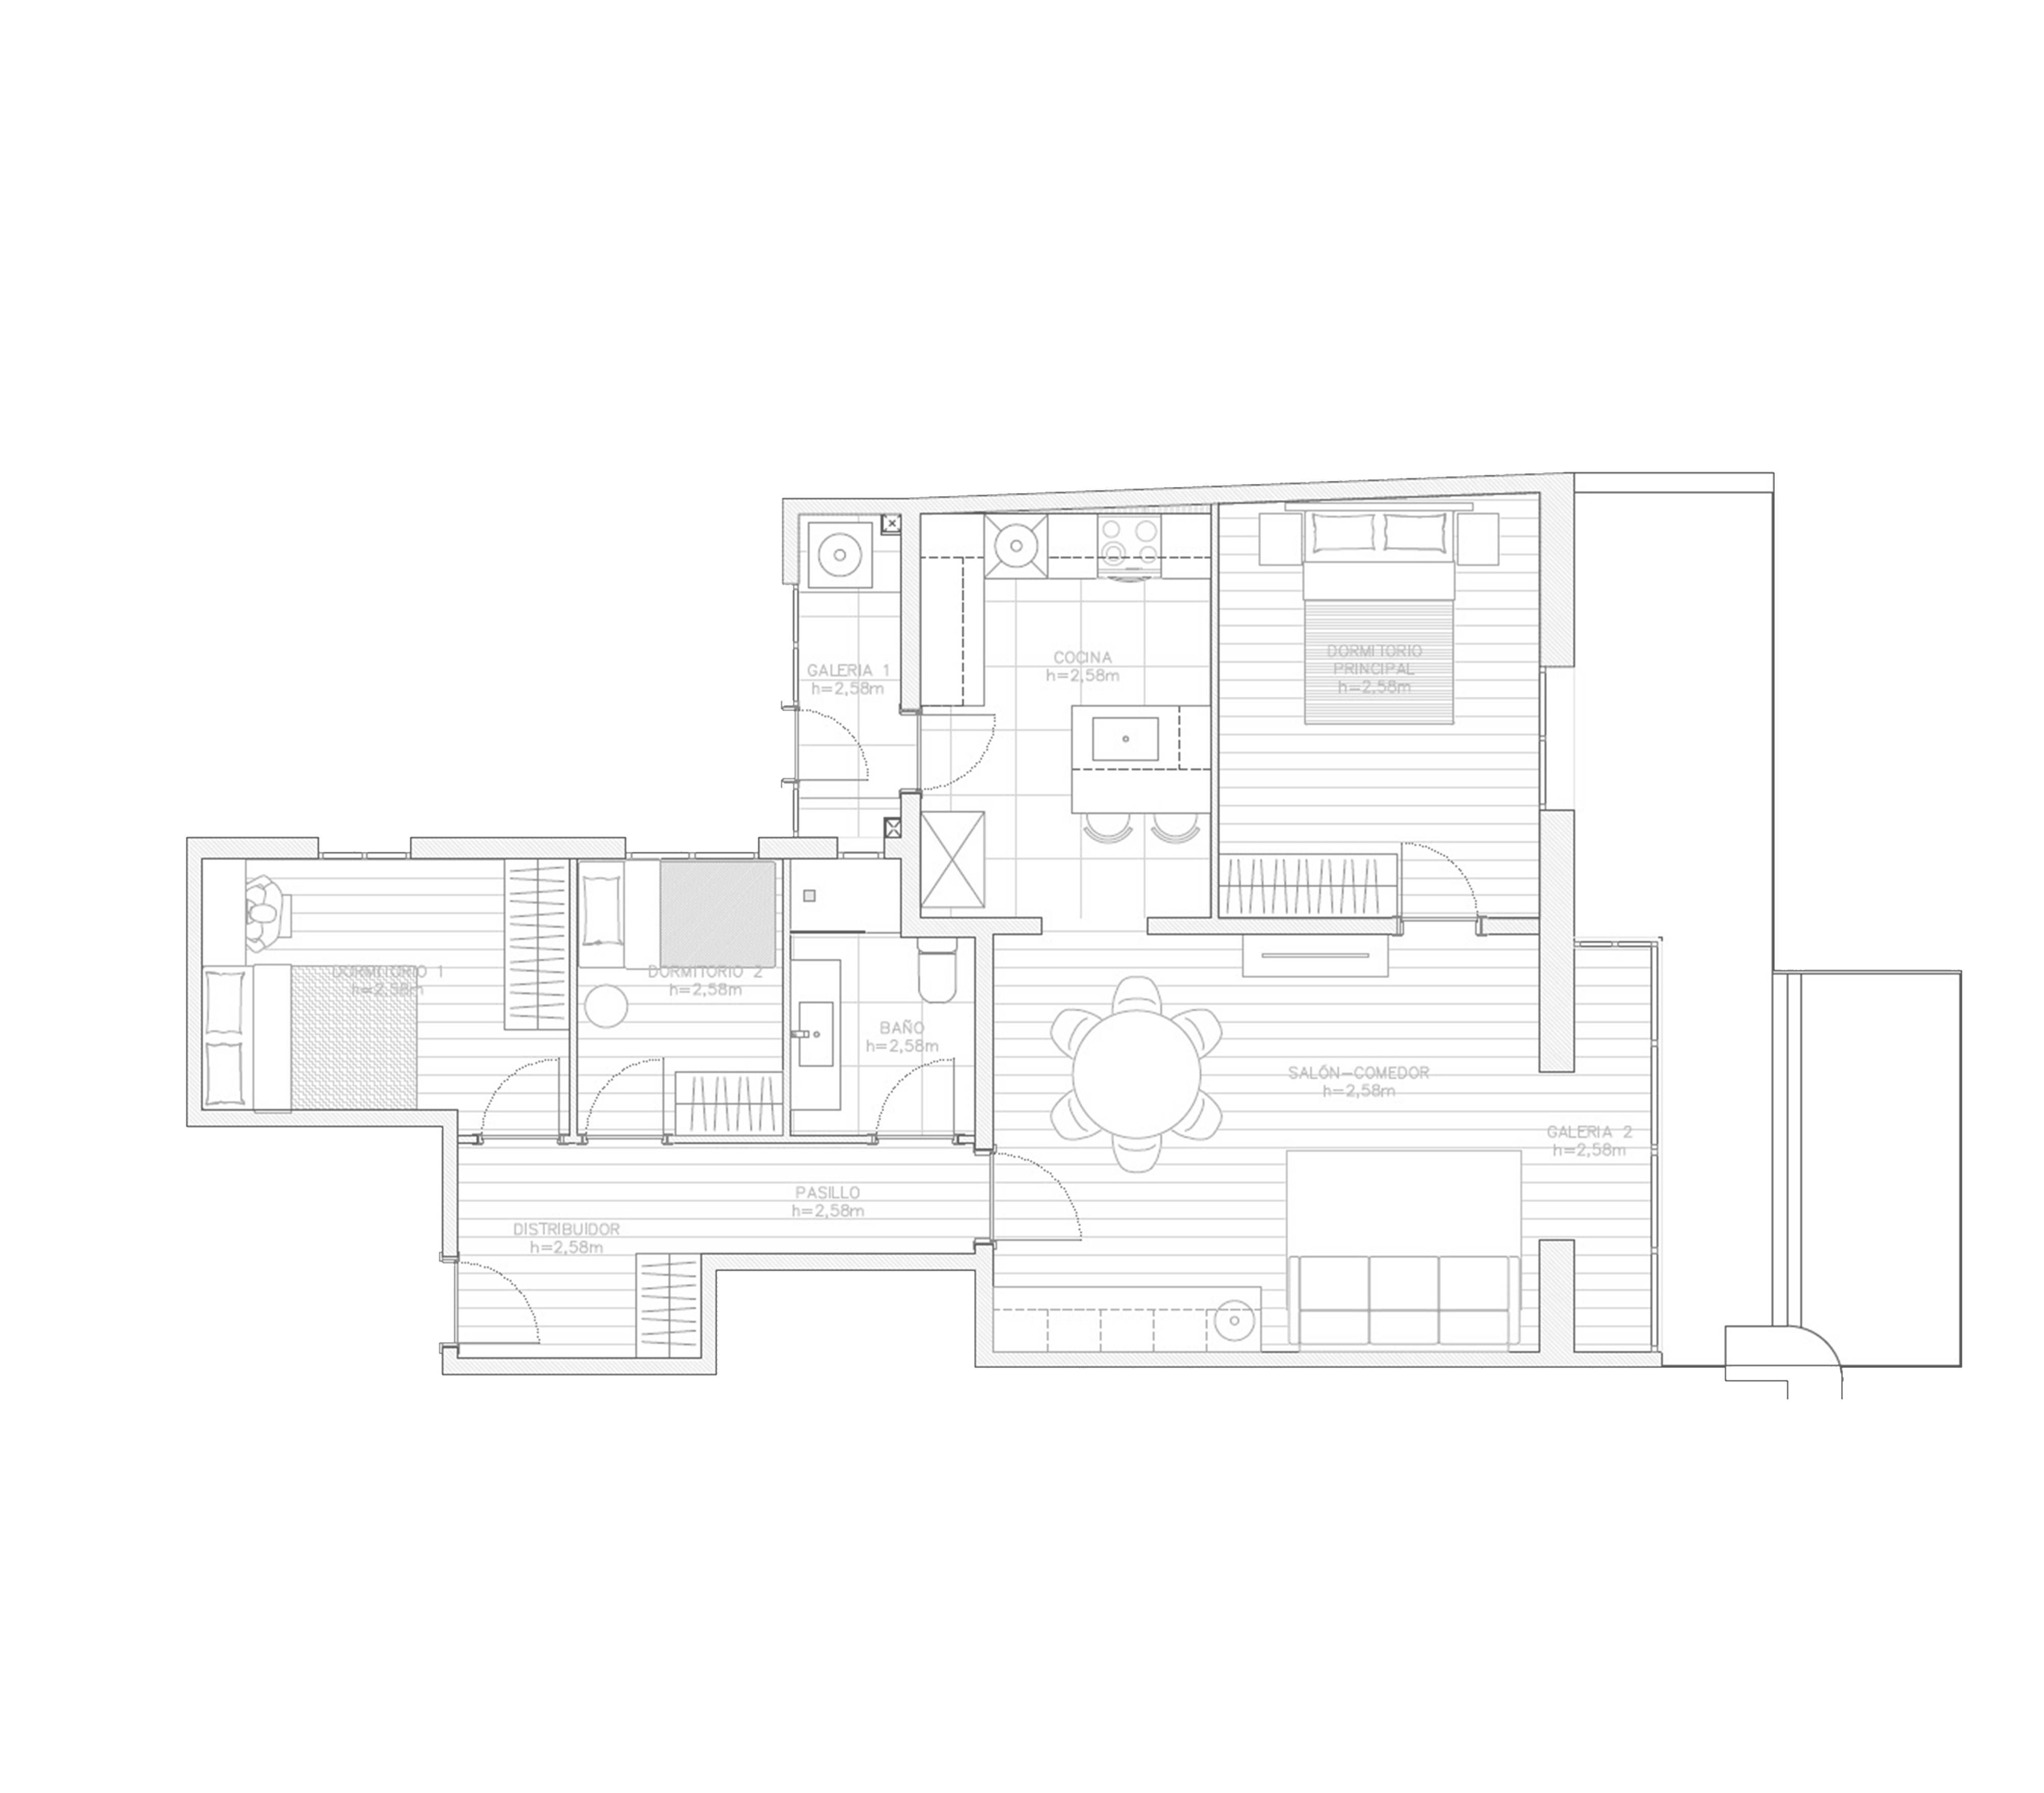 DORMITORIO
PRINCIPAL
h=2,58m
COCINA
h=2,58m
GALERIA 1
h=2,58m
DORMITORIO 1
h=2,58m
DORMITORIO 2
h=2,58m
BAÑO
h=2,58m
SALÓN-COMEDOR
h=2,58m
GALERIA 2
h=2,58m
PASILLO
h=2,58m
DISTRIBUIDOR
h=2,58m